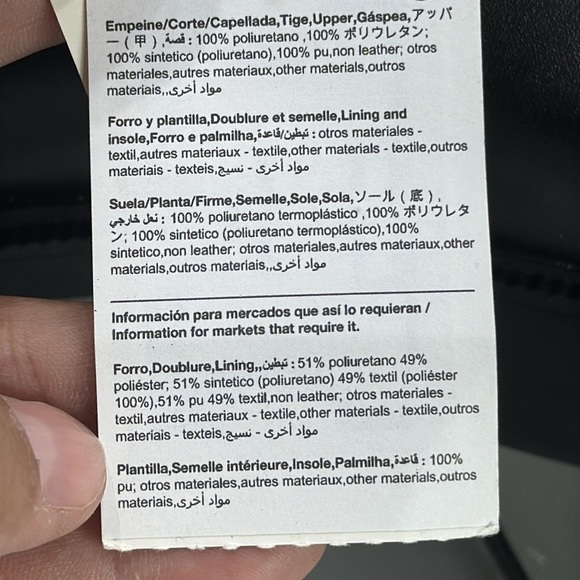 Empeine/Corte/Capellada,Tige,Upper,Gáspea,アッパ
ー ( 甲 ) ,قصة : 100% poliuretano ,100% ポリウレタン;
100% sintetico (poliuretano),100% pu,non leather; otros
materiales,autres materiaux,other materials,outros
materiais,,مواد أخرى
Forro y plantilla,Doublure et semelle,Lining and
insole,Forro e palmilha,تبطين/قاعدة : otros materiales -
textil,autres materiaux - textile,other materials - textile,outros
materiais - texteis,مواد أخرى - نسيج
Suela/Planta/Firme,Semelle,Sole,Sola,ソール ( 底 ) ,
نعل خارجي : 100% poliuretano termoplástico ,100% ポリウレタ
ン; 100% sintetico (poliuretano termoplástico),100%
sintetico,non leather; otros materiales,autres materiaux,other
materials,outros materiais,,مواد أخرى
Información para mercados que así lo requieran /
Information for markets that require it.
Forro,Doublure,Lining,,تبطين : 51% poliuretano 49%
poliéster; 51% sintetico (poliuretano) 49% textil (poliéster
100%),51% pu 49% textil,non leather; otros materiales -
textil,autres materiaux - textile,other materials - textile,outros
materiais - texteis,مواد أخرى - نسيج
Plantilla,Semelle intérieure,Insole,Palmilha,قاعدة : 100%
pu; otros materiales,autres materiaux,other materials,outros
materiais,مواد أخرى